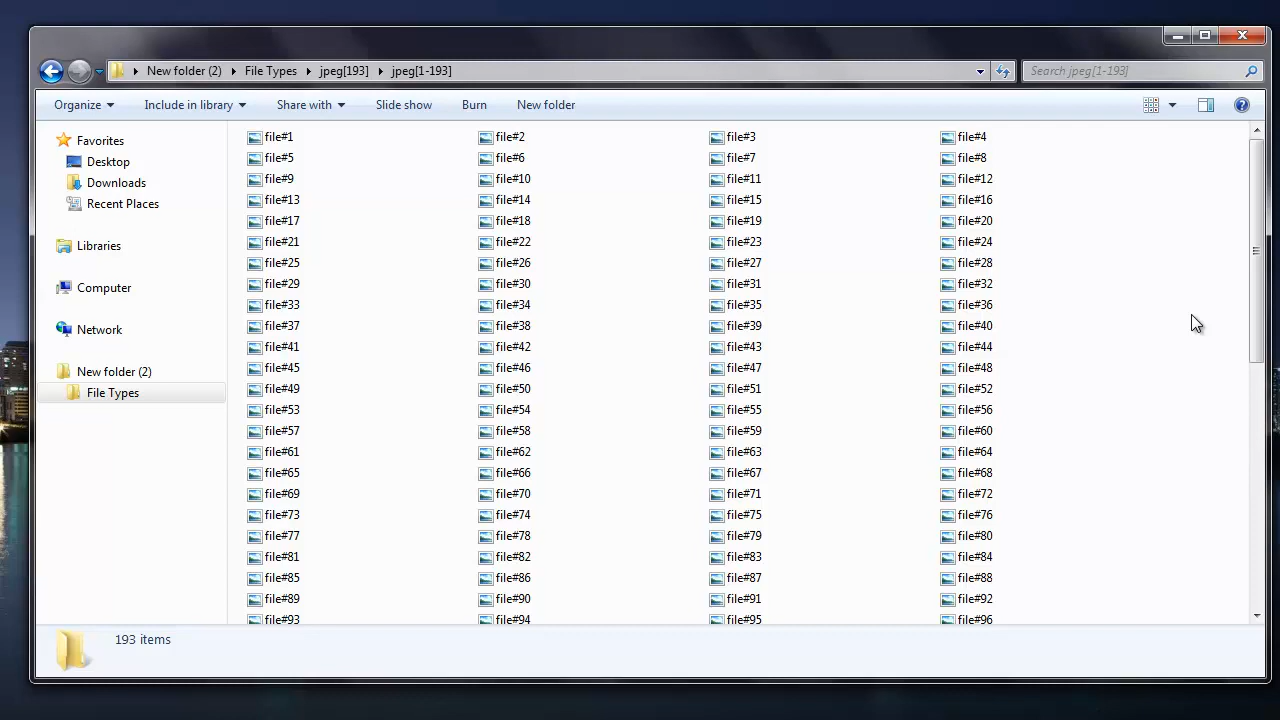 New folder (2) File Types jpeg[193] jpeg[1-193] Search jpeg[1-193]
Organize Include in library Share with Slide show Burn New folder
Favorites
Desktop
Downloads
Recent Places
Libraries
Computer
Network
New folder (2)
File Types
file#1 file#2 file#3 file#4
file#5 file#6 file#7 file#8
file#9 file#10 file#11 file#12
file#13 file#14 file#15 file#16
file#17 file#18 file#19 file#20
file#21 file#22 file#23 file#24
file#25 file#26 file#27 file#28
file#29 file#30 file#31 file#32
file#33 file#34 file#35 file#36
file#37 file#38 file#39 file#40
file#41 file#42 file#43 file#44
file#45 file#46 file#47 file#48
file#49 file#50 file#51 file#52
file#53 file#54 file#55 file#56
file#57 file#58 file#59 file#60
file#61 file#62 file#63 file#64
file#65 file#66 file#67 file#68
file#69 file#70 file#71 file#72
file#73 file#74 file#75 file#76
file#77 file#78 file#79 file#80
file#81 file#82 file#83 file#84
file#85 file#86 file#87 file#88
file#89 file#90 file#91 file#92
file#93 file#94 file#95 file#96
193 items